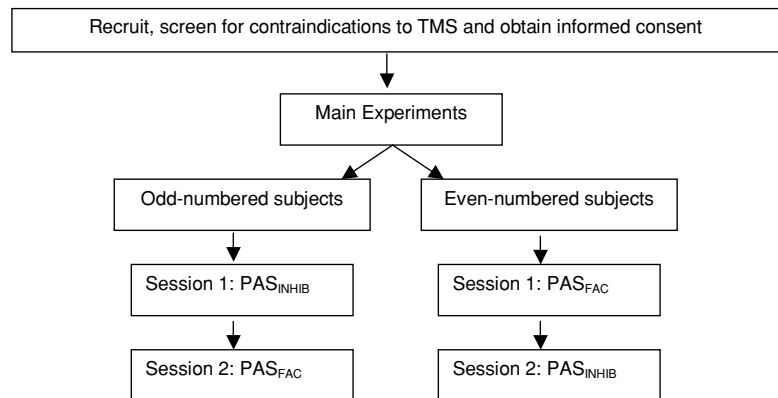 Recruit, screen for contraindications to TMS and obtain informed consent
Main Experiments
Odd-numbered subjects
Even-numbered subjects
Session 1: PASINHIB
Session 1: PASFAC
Session 2: PASFAC
Session 2: PASINHIB